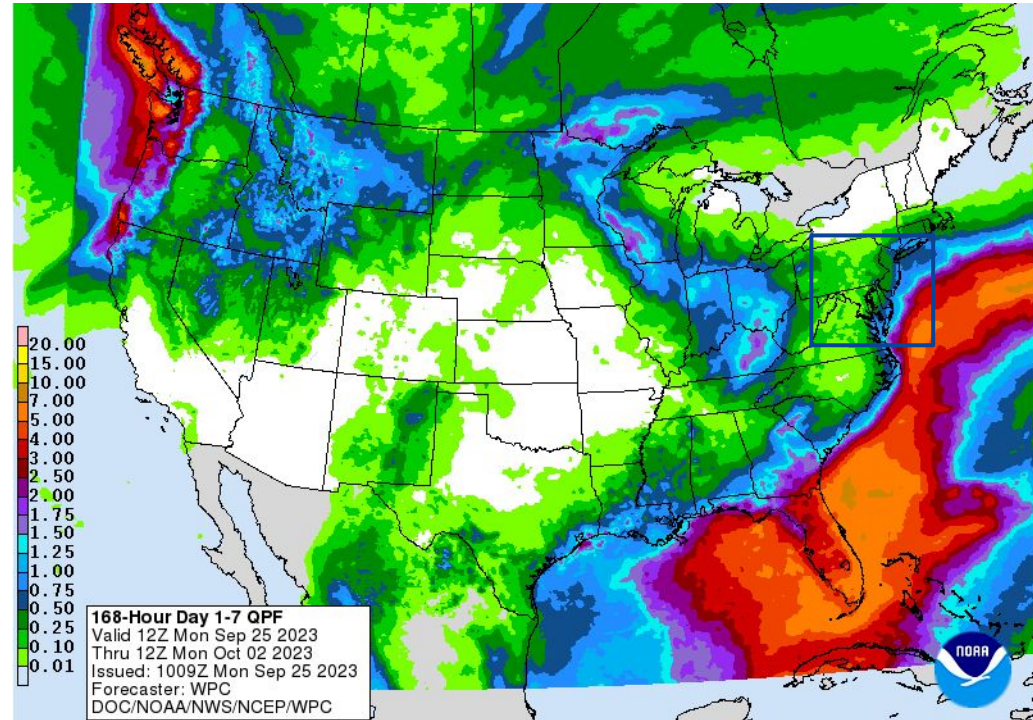 20.00
15.00
10.00
7.00
5.00
4.00
3.00
2.50
2.00
1.75
1.50
1.25
1.00
0.75
0.50
0.25
0.10
0.01
168-Hour Day 1-7 QPF
Valid 12Z Mon Sep 25 2023
Thru 12Z Mon Oct 02 2023
Issued: 1009Z Mon Sep 25 2023
Forecaster: WPC
DOC/NOAA/NWS/NCEP/WPC
NOAA